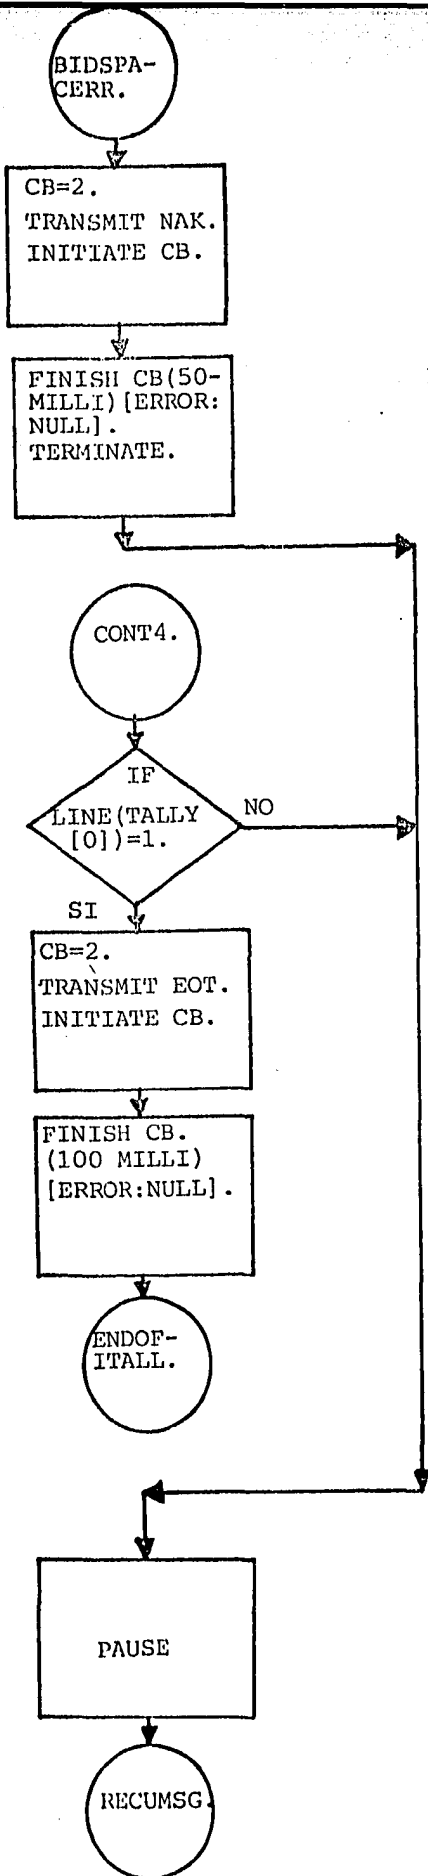 BIDSPA-
CERR.
CB=2.
TRANSMIT NAK.
INITIATE CB.
FINISH CB(50-
MILLI)[ERROR:
NULL].
TERMINATE.
CONT4.
IF
LINE(TALLY
[0])=1.
NO
SI
CB=2.
TRANSMIT EOT.
INITIATE CB.
FINISH CB.
(100 MILLI)
[ERROR:NULL].
ENDOF-
ITALL.
PAUSE
RECUMSG.